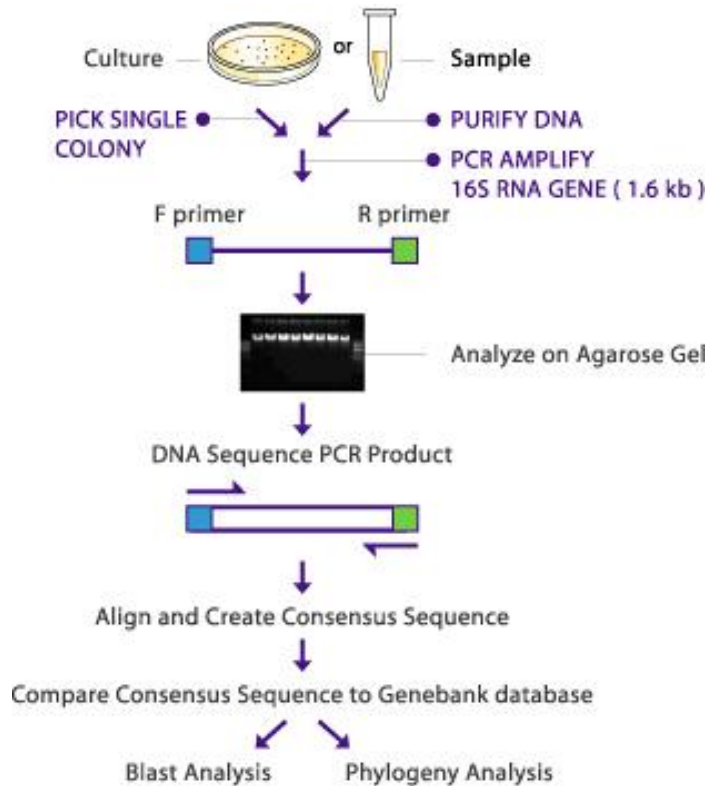 Culture
or
Sample
PICK SINGLE
COLONY
PURIFY DNA
PCR AMPLIFY
16S RNA GENE ( 1.6 kb )
F primer
R primer
Analyze on Agarose Gel
DNA Sequence PCR Product
Align and Create Consensus Sequence
Compare Consensus Sequence to Genebank database
Blast Analysis
Phylogeny Analysis